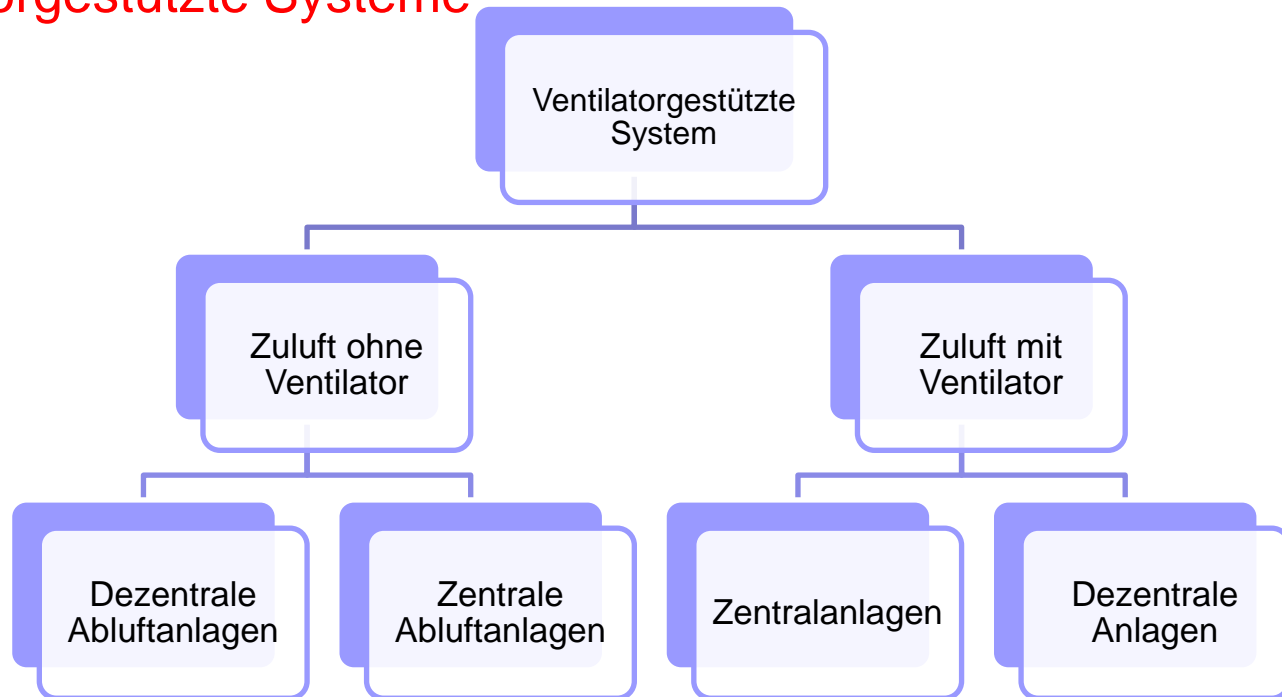 orgestützte Systeme
Ventilatorgestützte
System
Zuluft ohne
Ventilator
Zuluft mit
Ventilator
Dezentrale
Abluftanlagen
Zentrale
Abluftanlagen
Zentralanlagen
Dezentrale
Anlagen